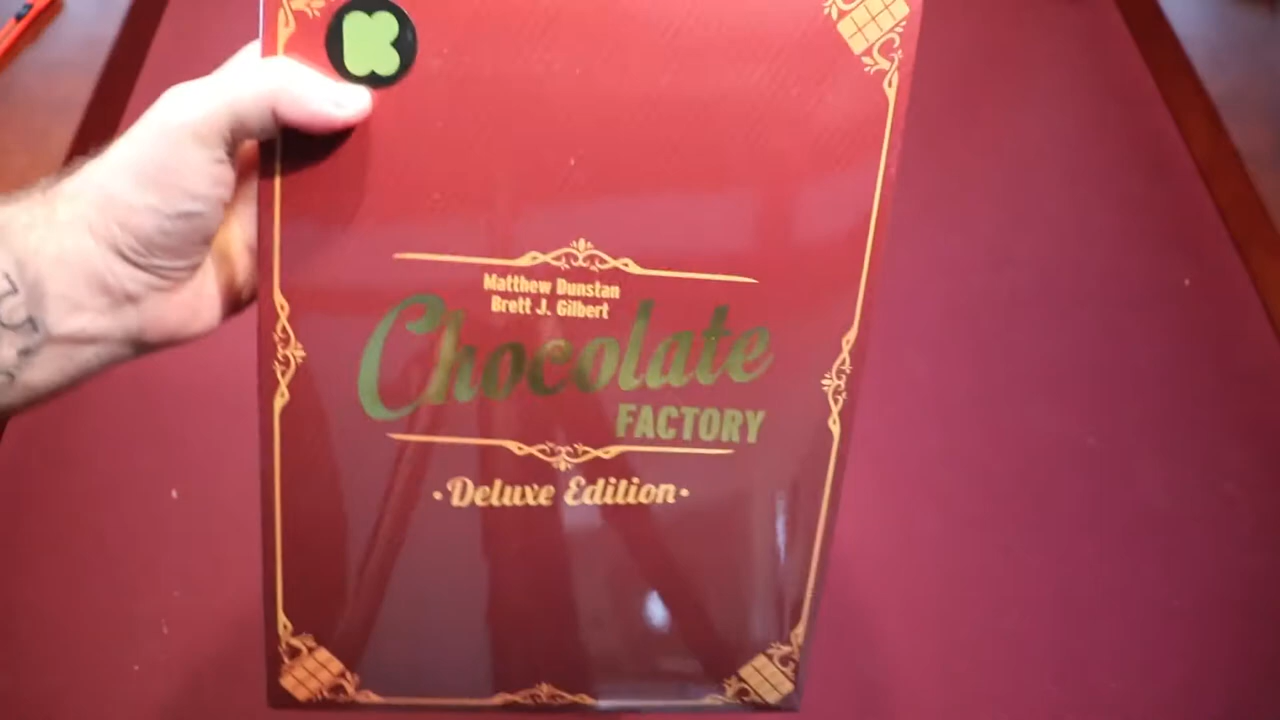 Matthew Dunstan
Brett J. Gilbert
Chocolate
FACTORY
·Deluxe Edition·